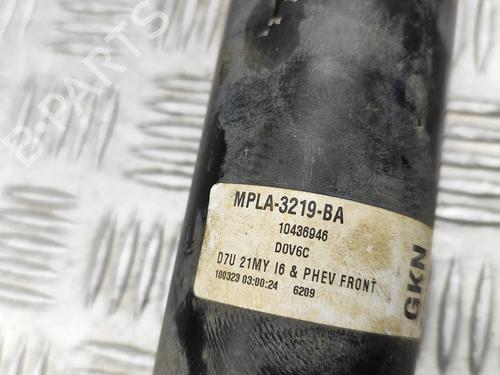 B-PARTS
MPLA-3219-BA
10436946
D0V6C
D7U 21MY I6 & PHEV FRONT
100323 03:00:24 6209
GKN